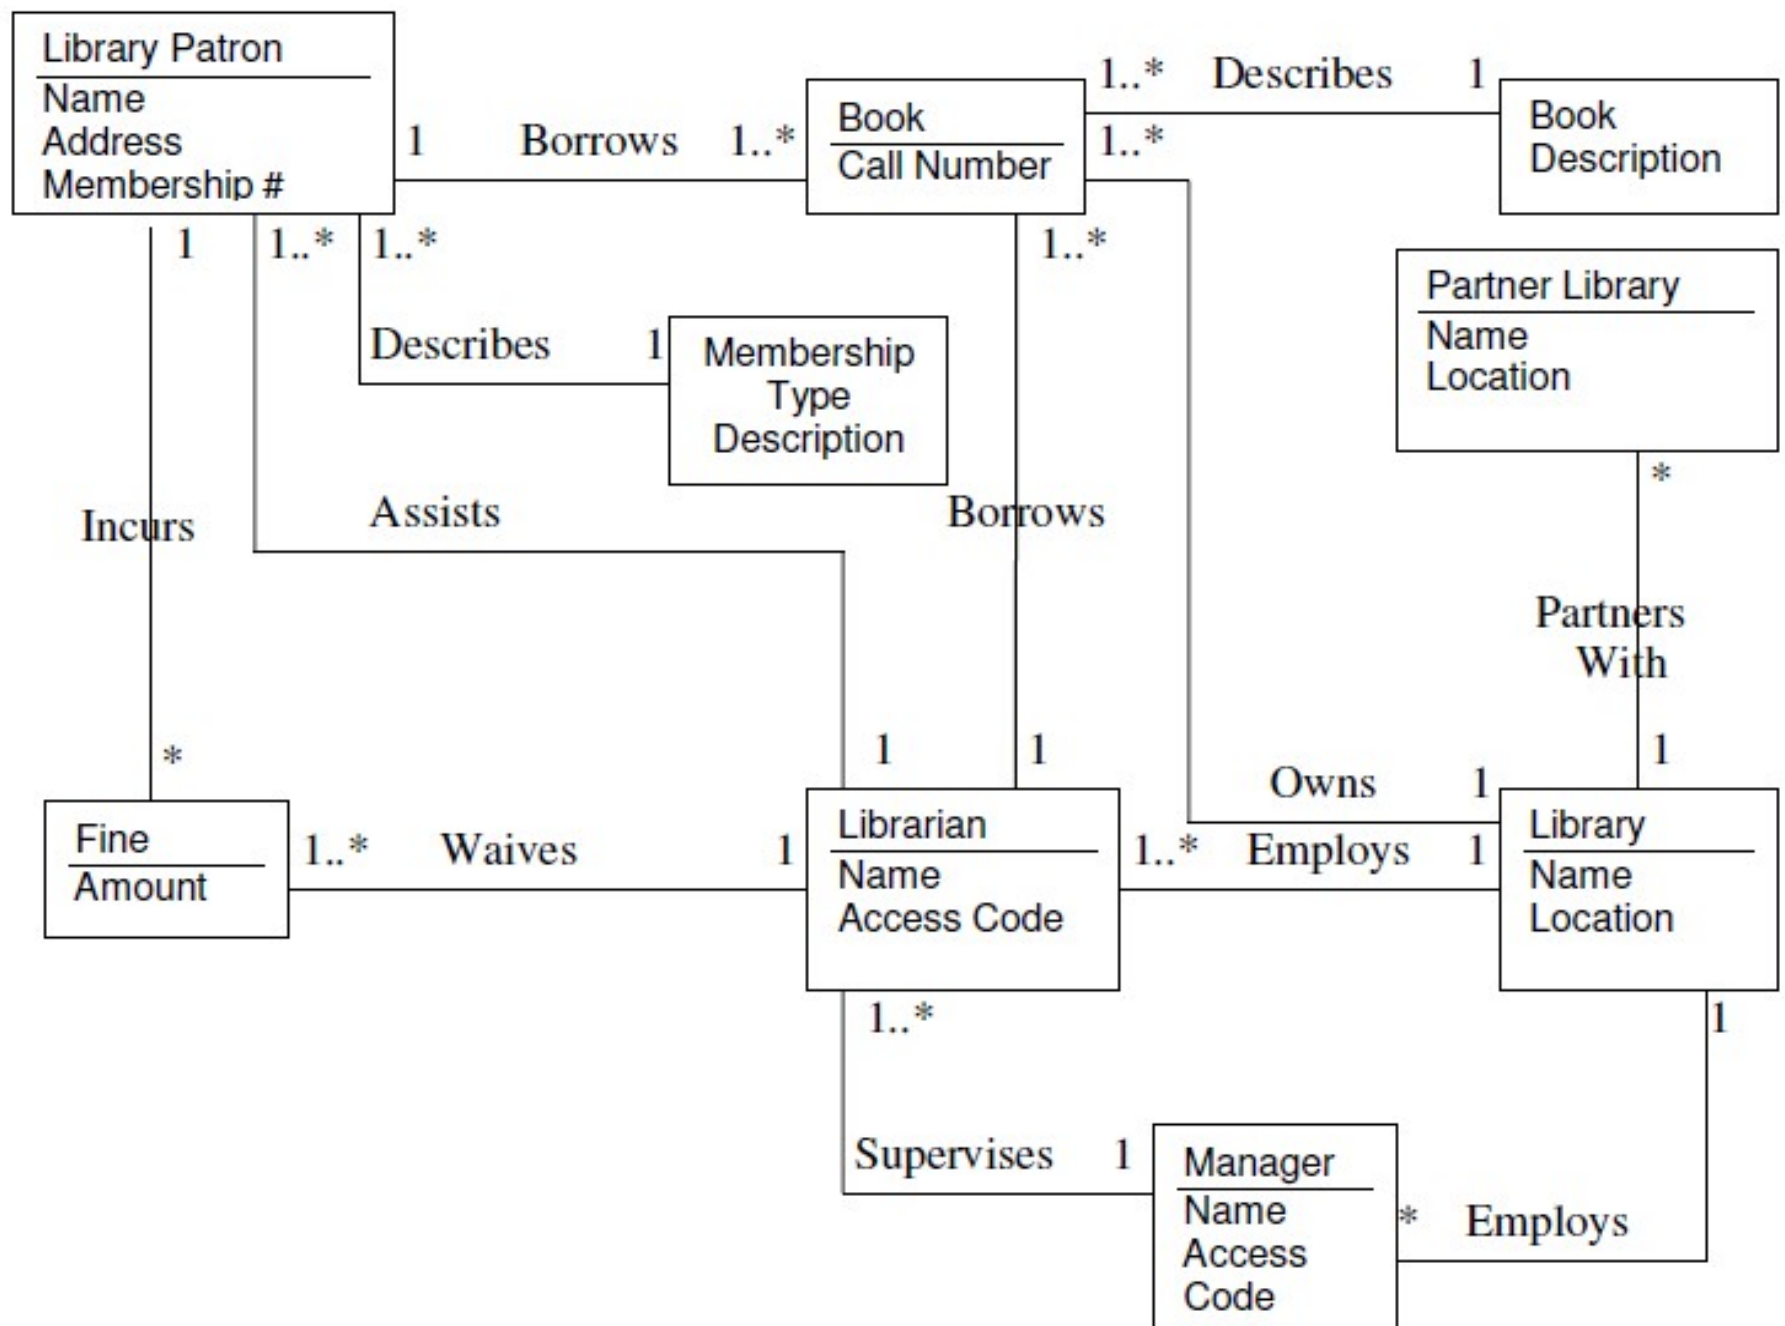 Library Patron
Name
Address
Membership #
1 Borrows 1..*
Book
Call Number
1..* Describes 1
1..*
Book
Description
1
1..*
1..*
1..*
Partner Library
Name
Location
*
Describes 1
Membership
Type
Description
Incurs
Assists
Borrows
Partners
With
*
1
1
1
Owns 1
Fine
Amount
1..* Waives 1
Librarian
Name
Access Code
1..* Employs 1
Library
Name
Location
1..*
1
Supervises 1
Manager
Name
Access
Code
* Employs